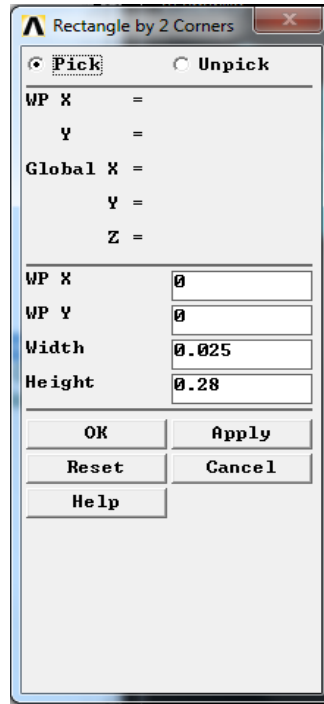 Rectangle by 2 Corners
Pick Unpick
WP X =
Y =
Global X =
Y =
Z =
WP X 0
WP Y 0
Width 0.025
Height 0.28
OK Apply
Reset Cancel
Help